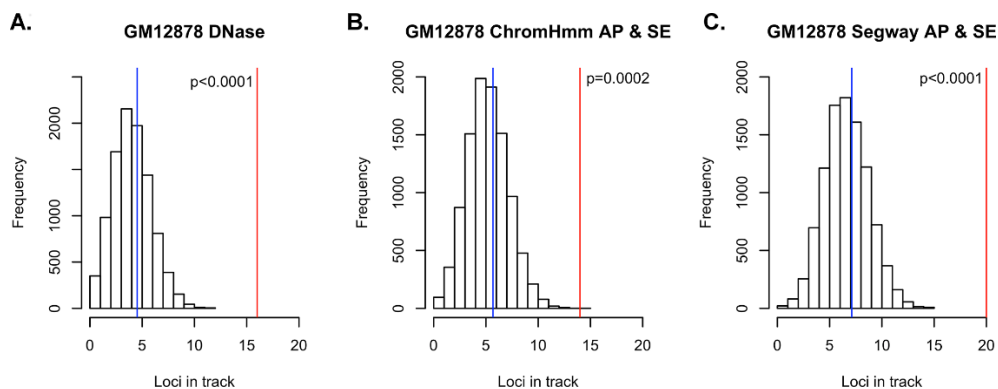 A.
GM12878 DNase
p<0.0001
Frequency
0
500
1000
2000
0 5 10 15 20
Loci in track
B.
GM12878 ChromHmm AP & SE
p=0.0002
Frequency
0
500
1000
1500
2000
0 5 10 15 20
Loci in track
C.
GM12878 Segway AP & SE
p<0.0001
Frequency
0
500
1000
1500
2000
0 5 10 15 20
Loci in track